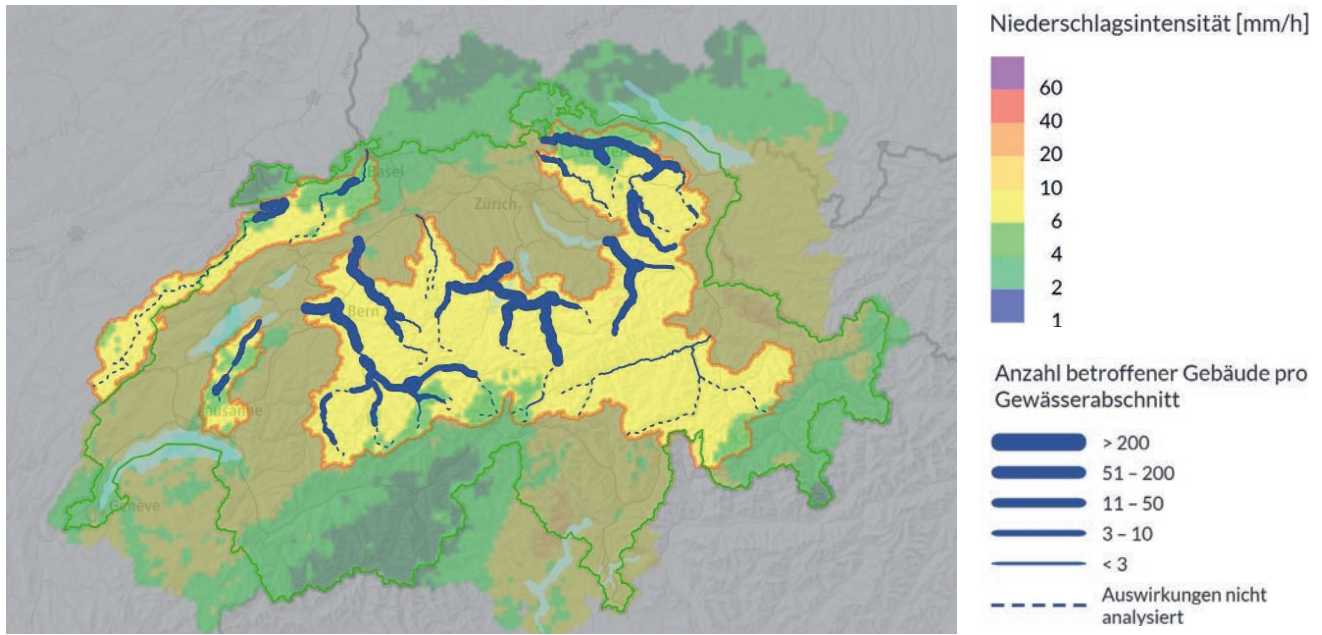 Niederschlagsintensität [mm/h]
60
40
20
10
6
4
2
1
Anzahl betroffener Gebäude pro
Gewässerabschnitt
> 200
51 – 200
11 – 50
3 – 10
< 3
Auswirkungen nicht
analysiert
Basel
Zürich
Bern
Lausanne
Genève